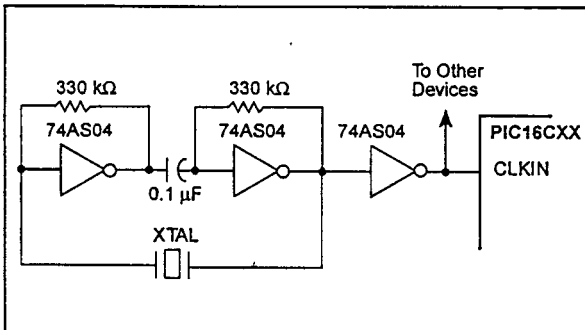 330 kΩ
330 kΩ
To Other
Devices
74AS04
74AS04
74AS04
PIC16CXX
CLKIN
0.1 µF
XTAL